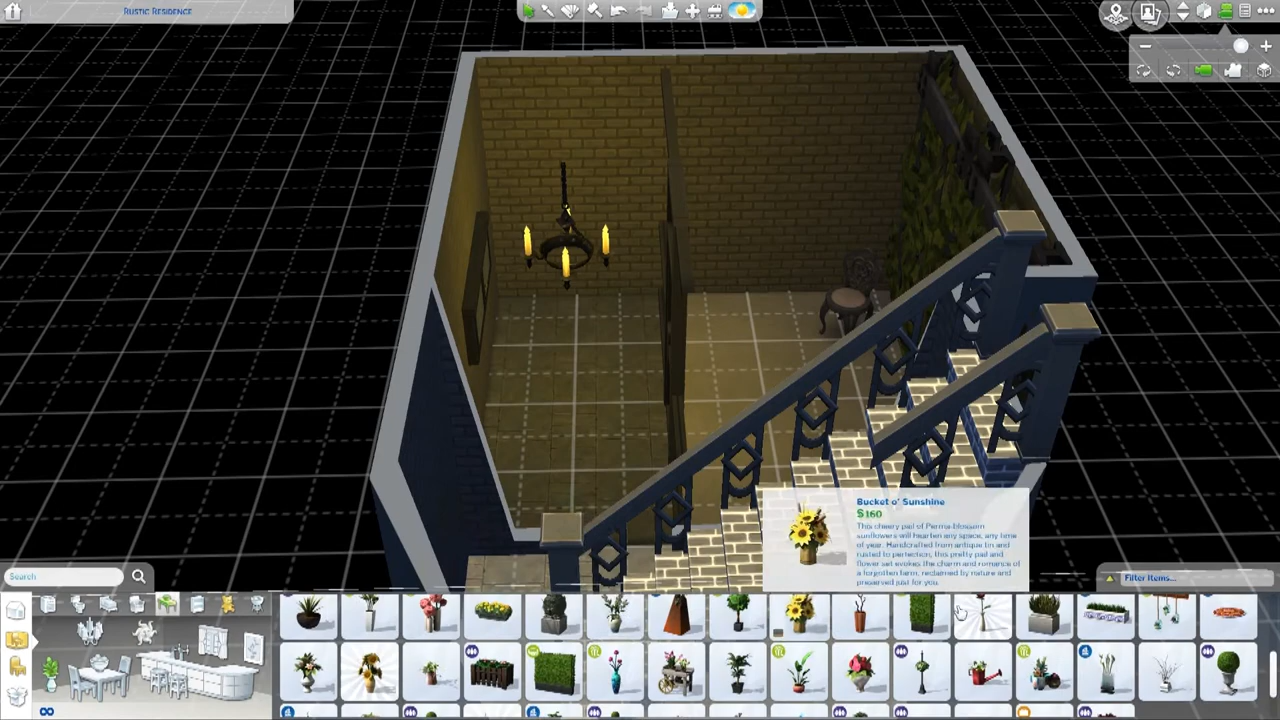 Rustic Residence
Bucket o' Sunshine
$160
This cheery pail of Perma-blossom
sunflowers will hearten any space, any time
of year. Handcrafted from antique tin and
rusted to perfection, this pretty pail and
flower set evokes the charm and romance of
a forgotten farm, reclaimed by nature and
preserved just for you.
Search
Filter Items...